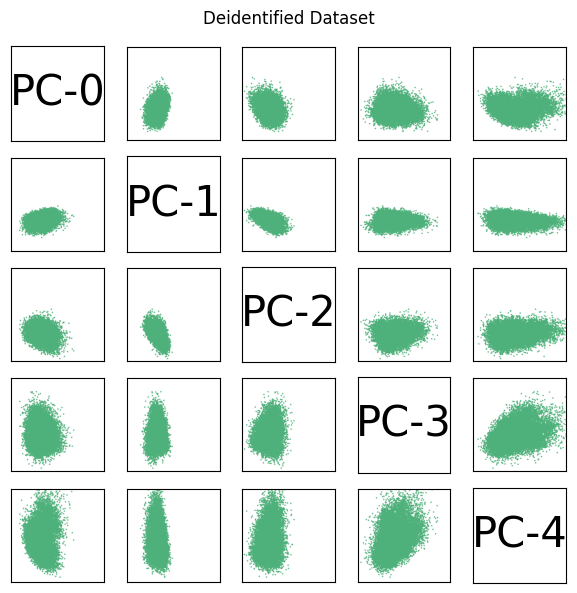 Deidentified Dataset
PC-0
PC-1
PC-2
PC-3
PC-4